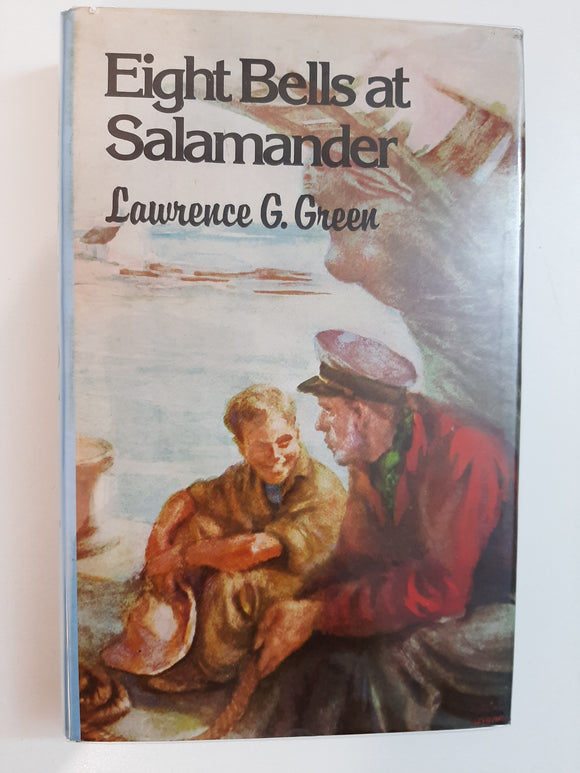 Eight Bells at
Salamander
Lawrence G. Green